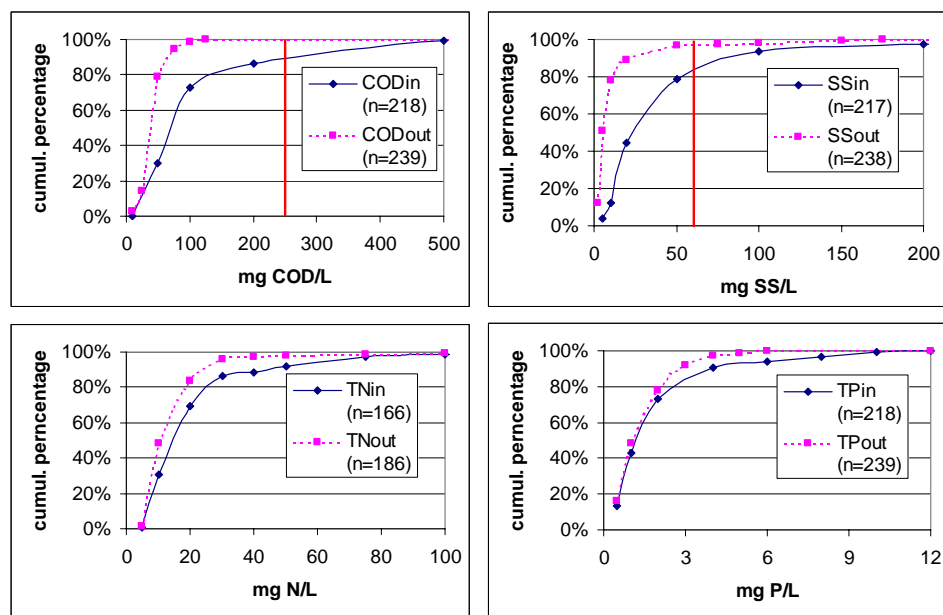 cumul. percentage
100%
80%
60%
40%
20%
0%
CODin
(n=218)
CODout
(n=239)
0 100 200 300 400 500
mg COD/L
cumul. perncentage
100%
80%
60%
40%
20%
0%
SSin
(n=217)
SSout
(n=238)
0 50 100 150 200
mg SS/L
cumul. perncentage
100%
80%
60%
40%
20%
0%
TNin
(n=166)
TNout
(n=186)
0 20 40 60 80 100
mg N/L
cumul. perncentage
100%
80%
60%
40%
20%
0%
TPin
(n=218)
TPout
(n=239)
0 3 6 9 12
mg P/L